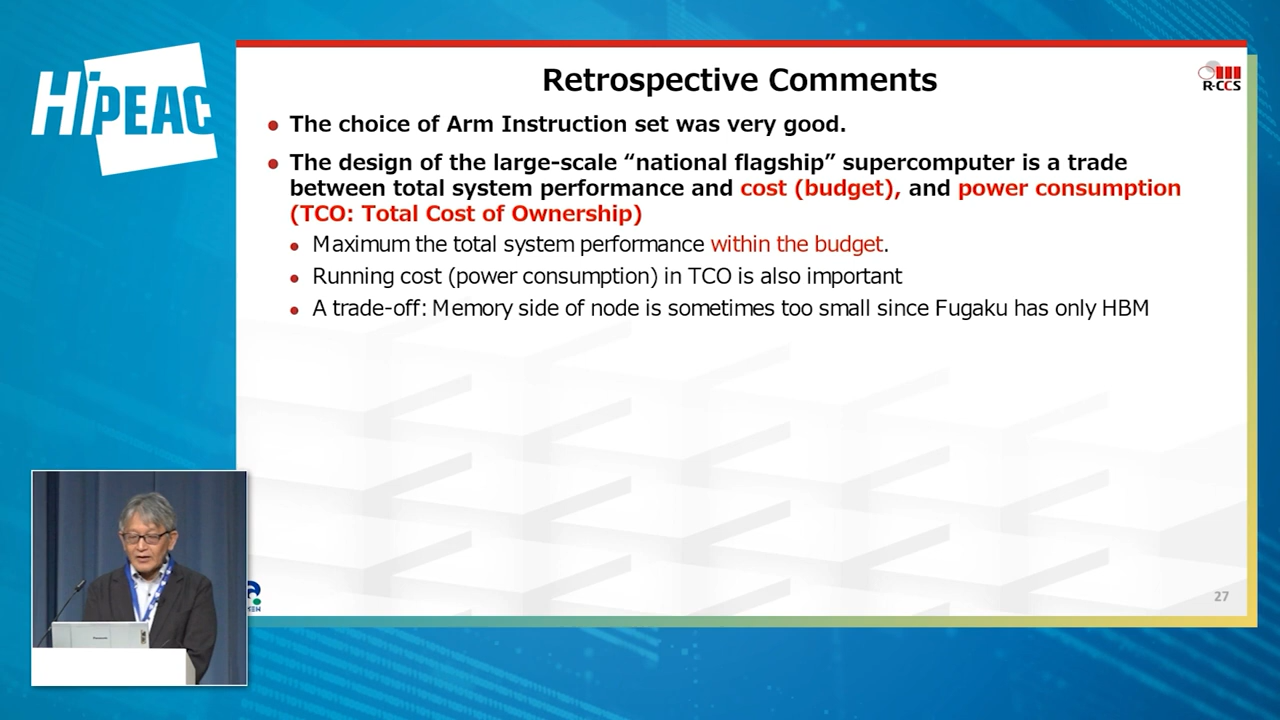 HiPEAC
Retrospective Comments
R-CCS
The choice of Arm Instruction set was very good.
The design of the large-scale “national flagship” supercomputer is a trade
between total system performance and cost (budget), and power consumption
(TCO: Total Cost of Ownership)
Maximum the total system performance within the budget.
Running cost (power consumption) in TCO is also important
A trade-off: Memory side of node is sometimes too small since Fugaku has only HBM
27